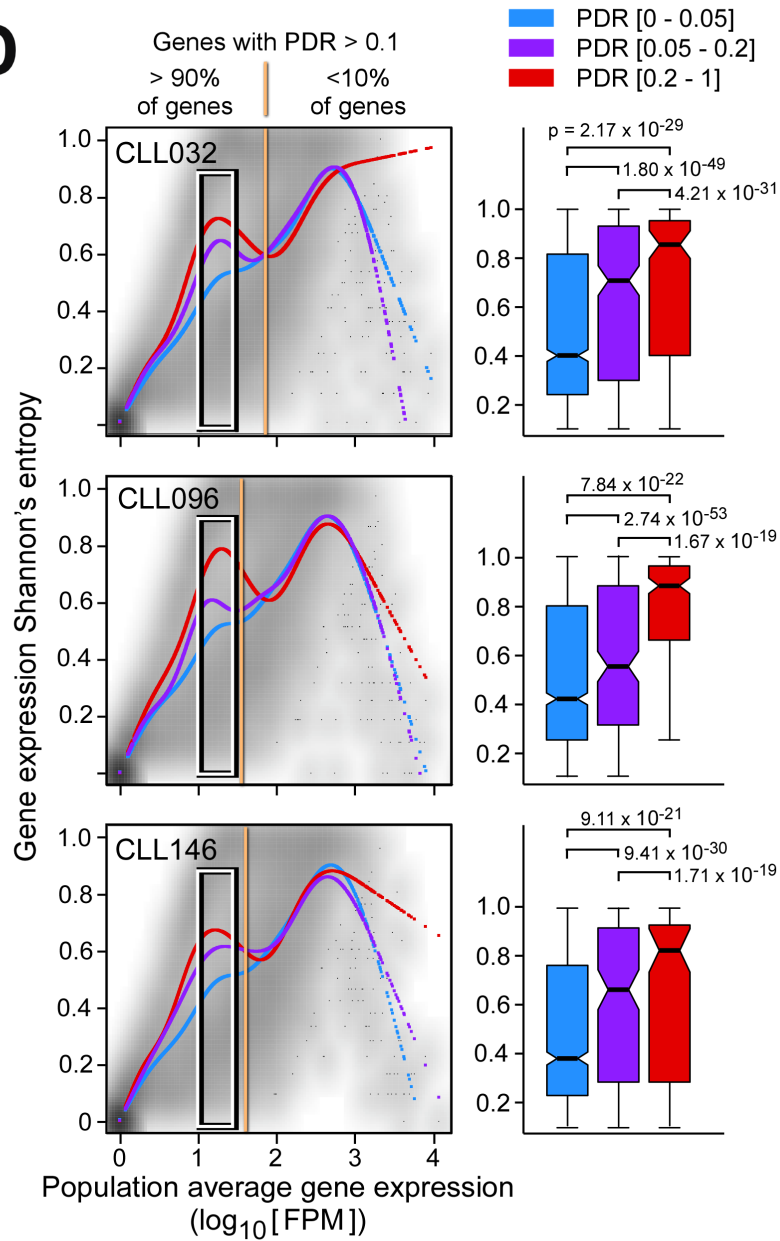 Genes with PDR > 0.1
> 90% <10%
of genes of genes
PDR [0 - 0.05]
PDR [0.05 - 0.2]
PDR [0.2 - 1]
Gene expression Shannon's entropy
CLL032
1.0
0.8
0.6
0.4
0.2
p = 2.17 x 10-29
1.80 x 10-49
4.21 x 10-31
1.0
0.8
0.6
0.4
0.2
CLL096
1.0
0.8
0.6
0.4
0.2
7.84 x 10-22
2.74 x 10-53
1.67 x 10-19
1.0
0.8
0.6
0.4
0.2
CLL146
1.0
0.8
0.6
0.4
0.2
0
9.11 x 10-21
9.41 x 10-30
1.71 x 10-19
1.0
0.8
0.6
0.4
0.2
0 1 2 3 4
Population average gene expression
(log10[FPM])